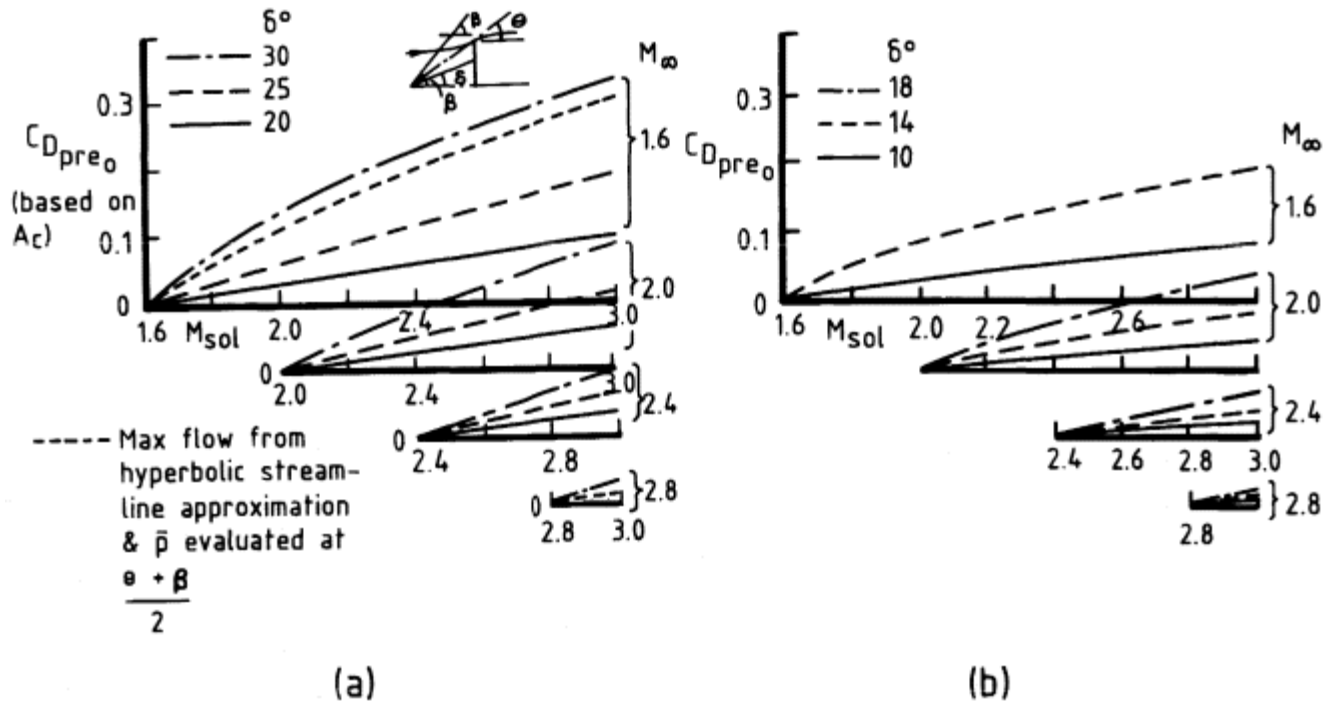 δ°
30
25
20
β
θ
δ
β
M∞
0.3
C_Dpre₀
(based on
A_C)
0.1
0
1.6
M_sol
2.0
2.4
3.0
1.6
2.0
0
2.0
2.4
3.0
2.4
0
2.4
2.8
2.8
0
2.8
3.0
Max flow from
hyperbolic stream-
line approximation
& p̄ evaluated at
θ + β
2
(a)
δ°
18
14
10
M∞
0.3
C_Dpre₀
0.1
0
1.6
M_sol
2.0
2.2
2.6
1.6
2.0
2.4
2.4
2.6
2.8
3.0
2.8
2.8
(b)